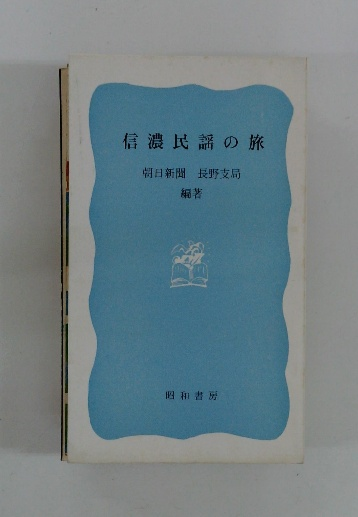 信濃民謡の旅
朝日新聞 長野支局
編著
昭和書房